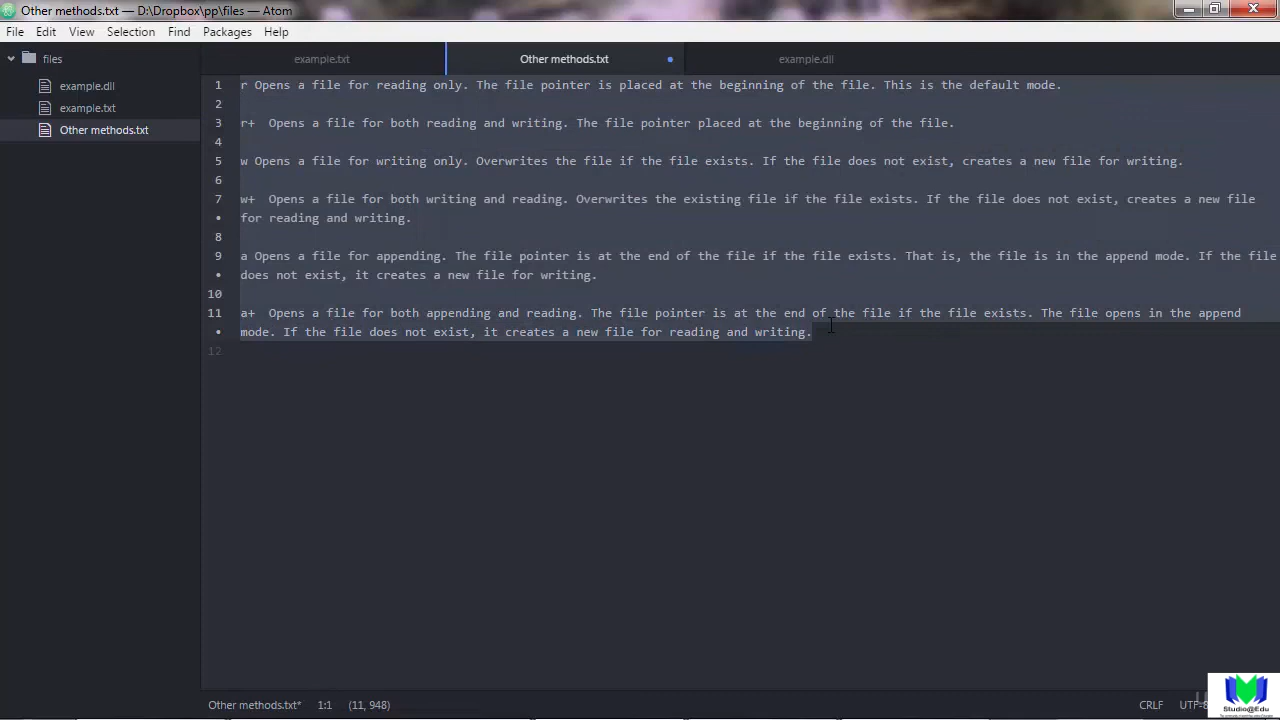 Other methods.txt — D:\Dropbox\pp\files — Atom
File Edit View Selection Find Packages Help
files
example.dll
example.txt
Other methods.txt
example.txt
Other methods.txt
example.dll
1 r Opens a file for reading only. The file pointer is placed at the beginning of the file. This is the default mode.
2
3 r+  Opens a file for both reading and writing. The file pointer placed at the beginning of the file.
4
5 w Opens a file for writing only. Overwrites the file if the file exists. If the file does not exist, creates a new file for writing.
6
7 w+  Opens a file for both writing and reading. Overwrites the existing file if the file exists. If the file does not exist, creates a new file
• for reading and writing.
8
9 a Opens a file for appending. The file pointer is at the end of the file if the file exists. That is, the file is in the append mode. If the file
• does not exist, it creates a new file for writing.
10
11 a+  Opens a file for both appending and reading. The file pointer is at the end of the file if the file exists. The file opens in the append
• mode. If the file does not exist, it creates a new file for reading and writing.
12
Other methods.txt* 1:1 (11, 948)
CRLF
Studio@Edu